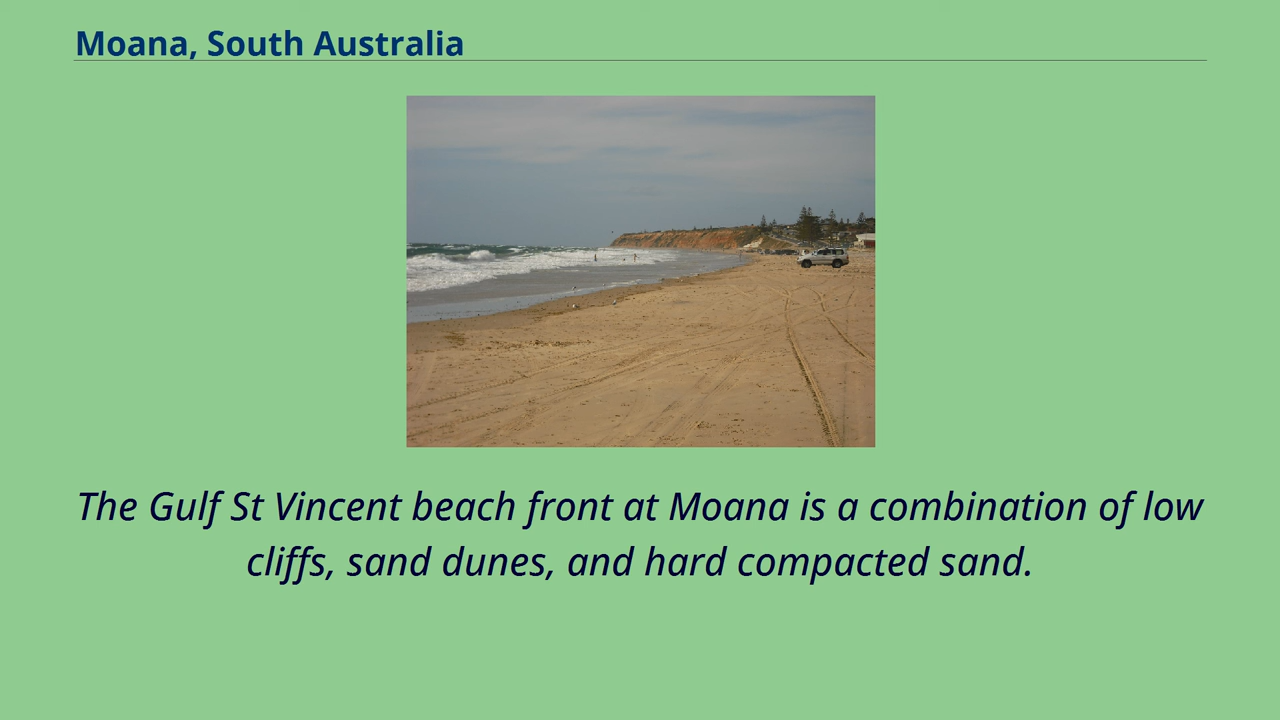 Moana, South Australia
The Gulf St Vincent beach front at Moana is a combination of low
cliffs, sand dunes, and hard compacted sand.